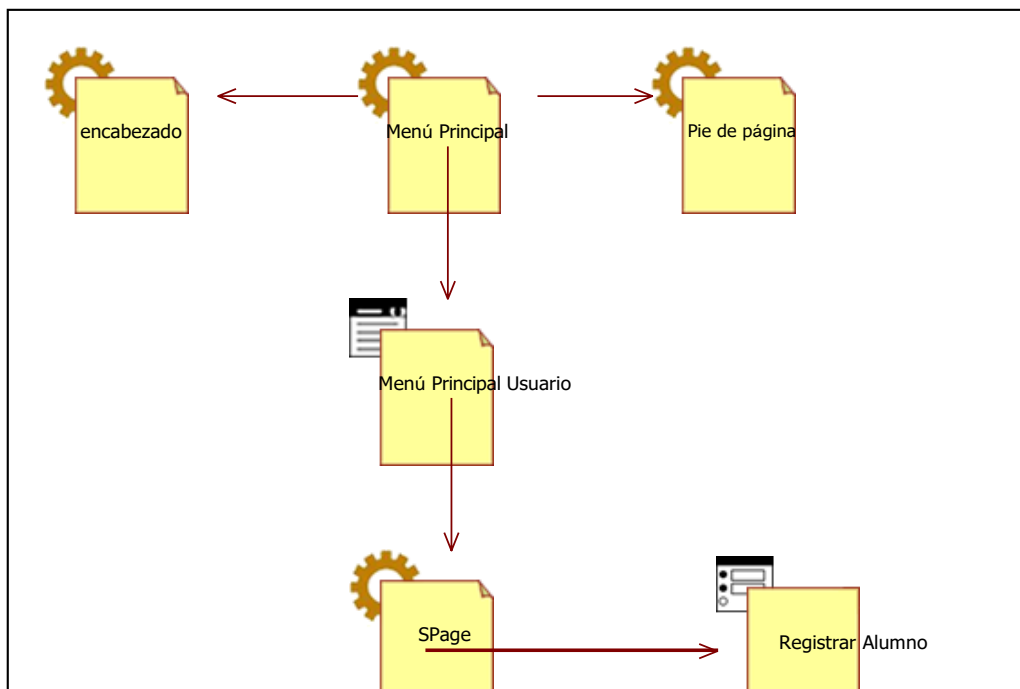 encabezado
Menú Principal
Pie de página
Menú Principal Usuario
SPage
Registrar Alumno